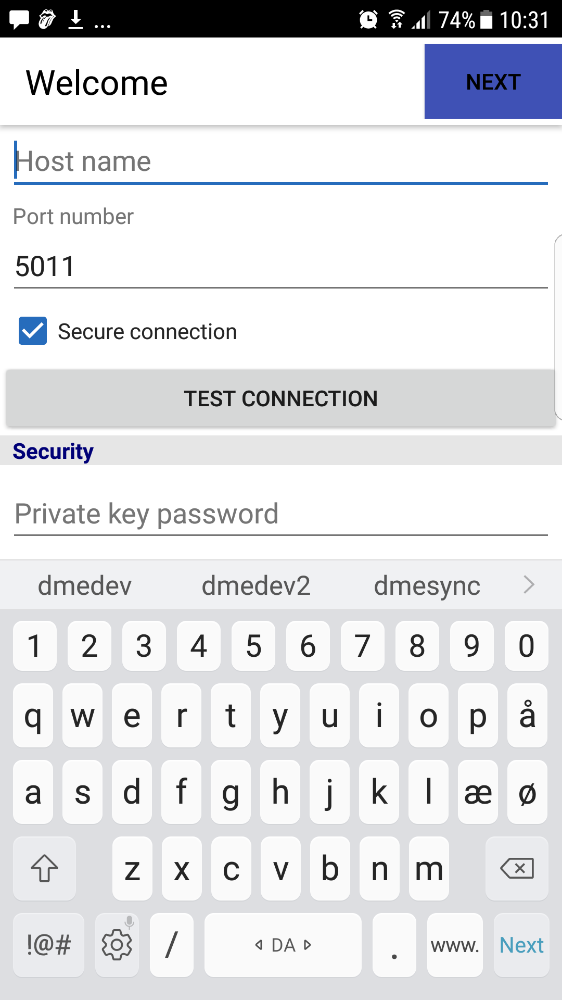 ... 74% 10:31
Welcome NEXT
Host name
Port number
5011
Secure connection
TEST CONNECTION
Security
Private key password
dmedev dmedev2 dmesync
1 2 3 4 5 6 7 8 9 0
q w e r t y u i o p å
a s d f g h j k l æ ø
z x c v b n m
!@# / DA . www. Next